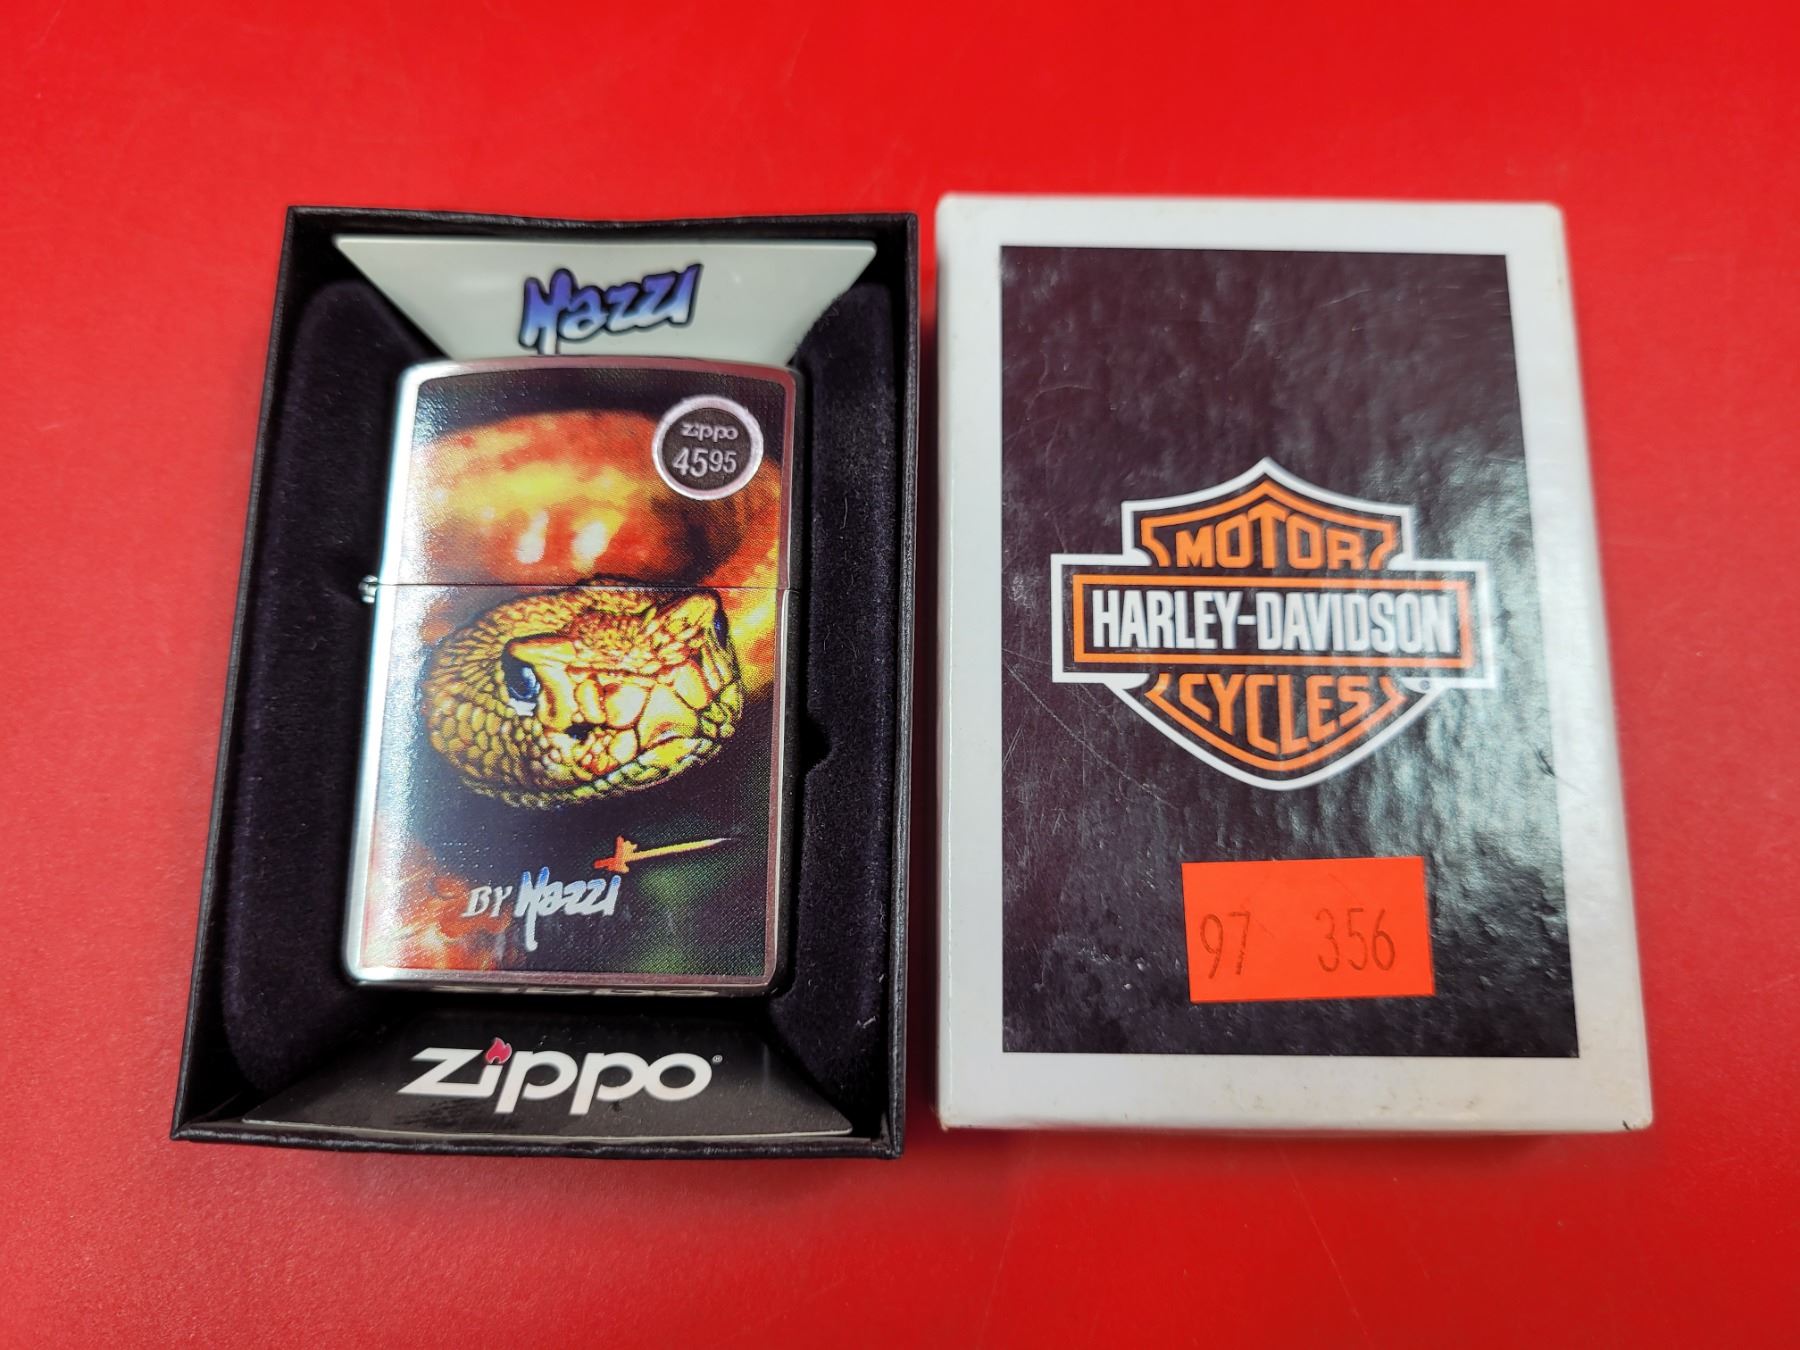 Mazzi
zippo
4595
BY Mazzi
zippo®
MOTOR
HARLEY-DAVIDSON
CYCLES
97 356